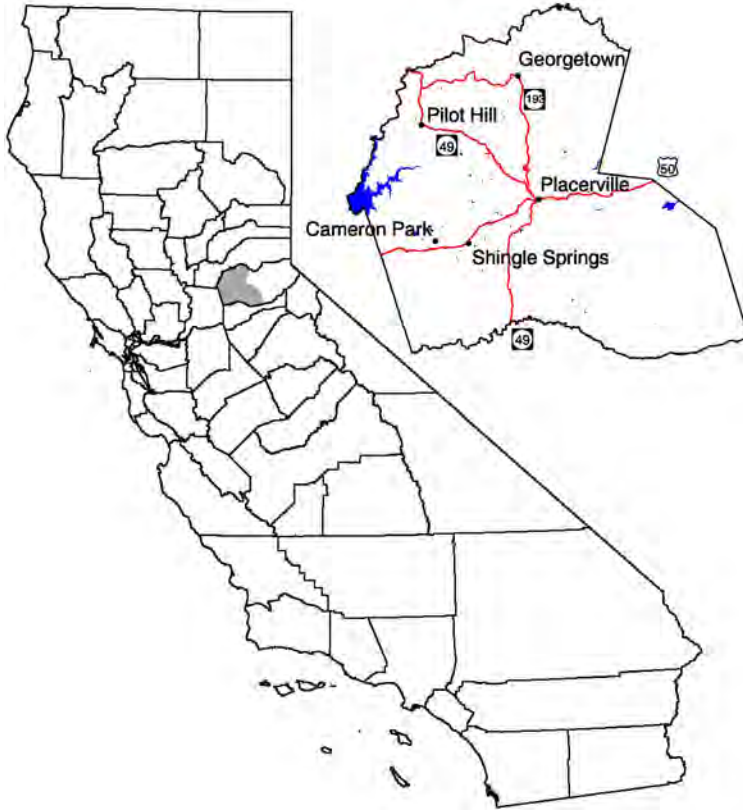 Georgetown
193
Pilot Hill
49
50
Placerville
Cameron Park
Shingle Springs
49